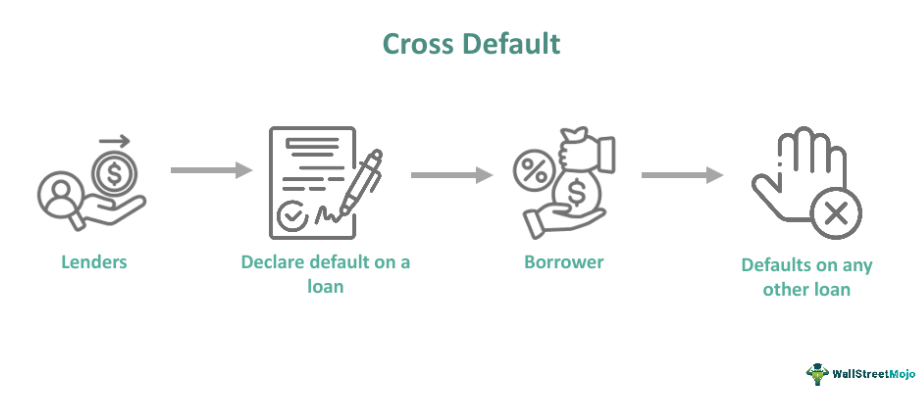 Cross Default
Lenders
Declare default on a
loan
Borrower
Defaults on any
other loan
$
%
$
WallStreetMojo